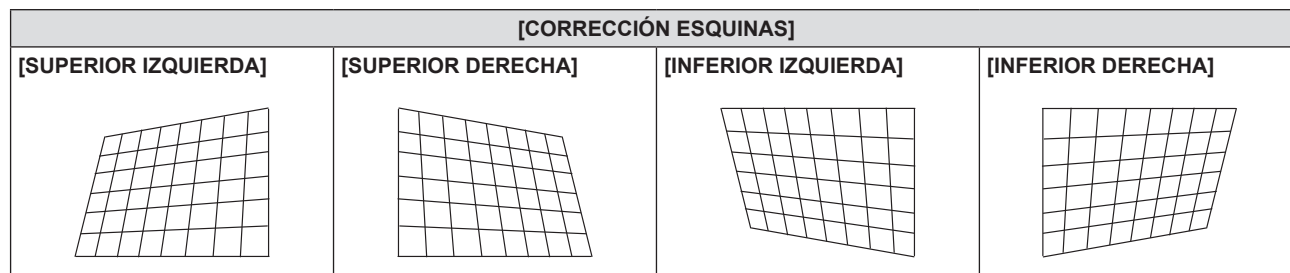 [CORRECCIÓN ESQUINAS]
[SUPERIOR IZQUIERDA]
[SUPERIOR DERECHA]
[INFERIOR IZQUIERDA]
[INFERIOR DERECHA]